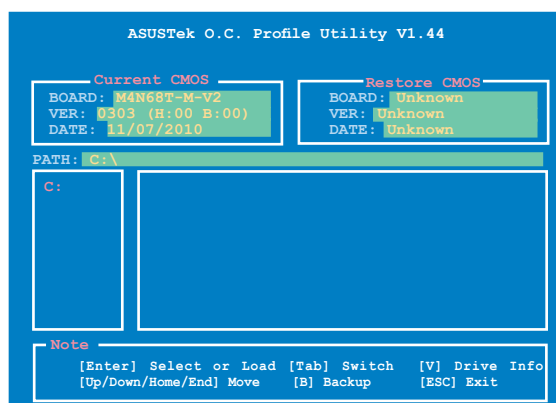 ASUSTek O.C. Profile Utility V1.44
Current CMOS
BOARD: M4N68T-M-V2
VER: 0303 (H:00 B:00)
DATE: 11/07/2010
Restore CMOS
BOARD: Unknown
VER: Unknown
DATE: Unknown
PATH: C:\
C:
Note
[Enter] Select or Load [Tab] Switch [V] Drive Info
[Up/Down/Home/End] Move [B] Backup [ESC] Exit